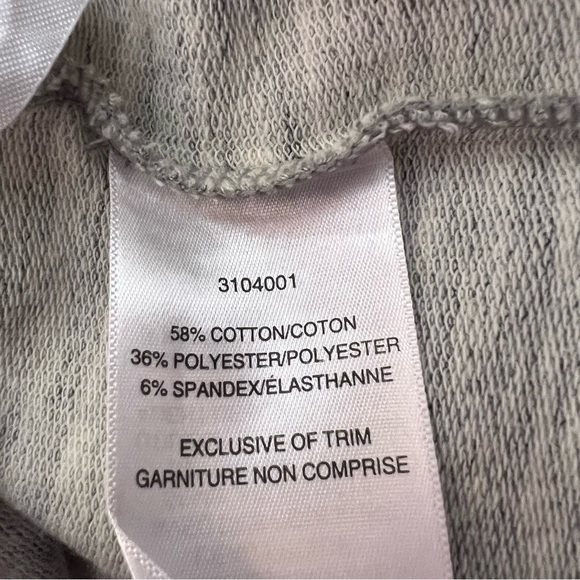 3104001
58% COTTON/COTON
36% POLYESTER/POLYESTER
6% SPANDEX/ÉLASTHANNE
EXCLUSIVE OF TRIM
GARNITURE NON COMPRISE